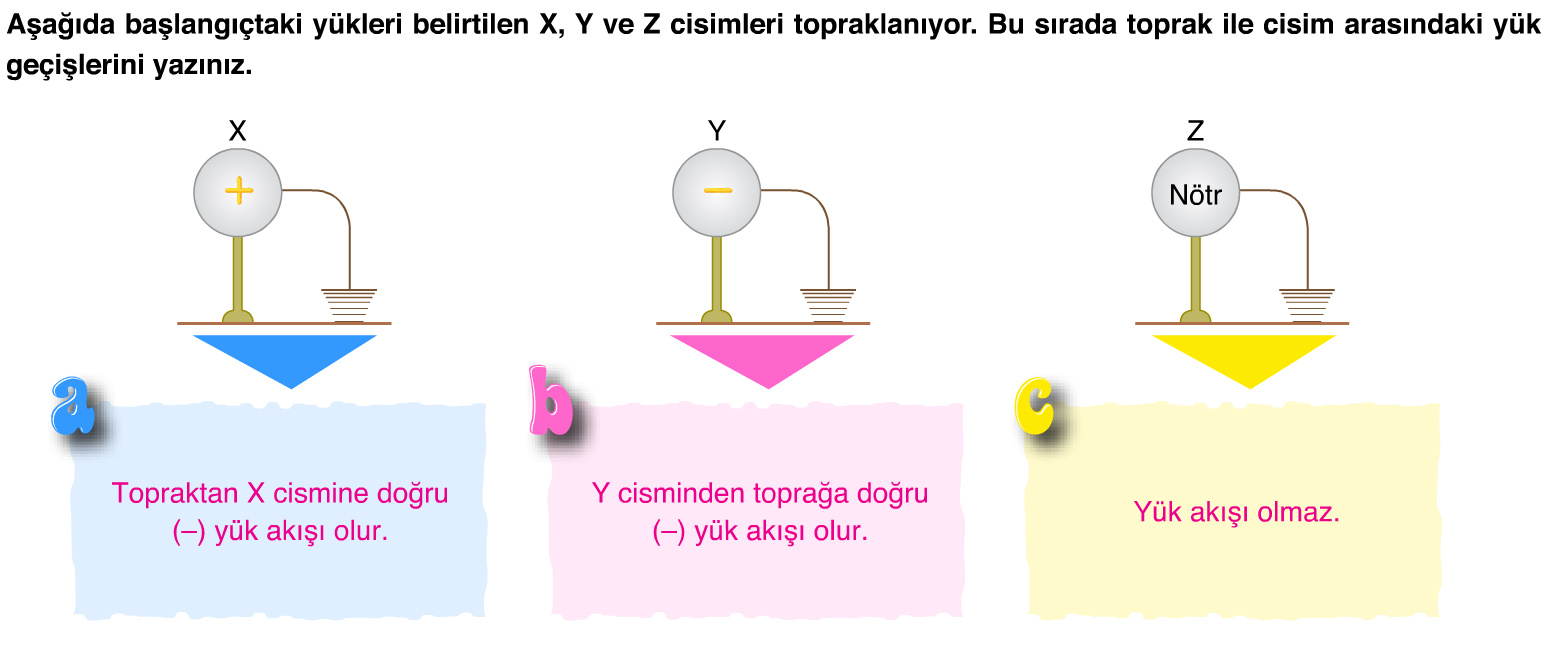 Aşağıda başlangıçtaki yükleri belirtilen X, Y ve Z cisimleri topraklanıyor. Bu sırada toprak ile cisim arasındaki yük
geçişlerini yazınız.
X
Y
Z
+
–
Nötr
a
b
c
Topraktan X cismine doğru
(–) yük akışı olur.
Y cisminden toprağa doğru
(–) yük akışı olur.
Yük akışı olmaz.